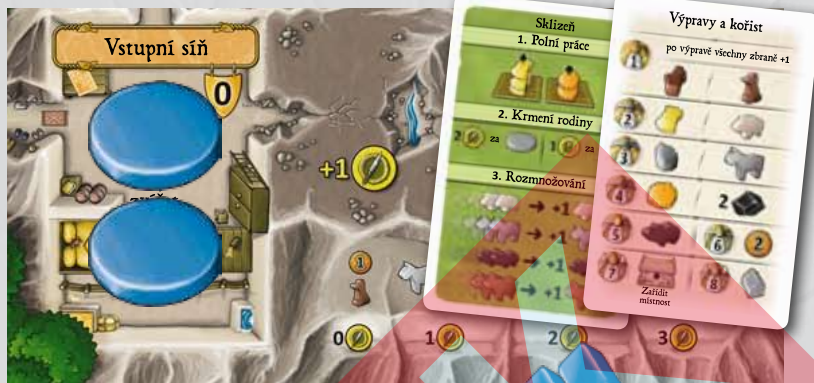 Vstupní síň
0
+1
1
0
1
2
3
Sklizeň
1. Polní práce
2. Krmení rodiny
2 za 1 za
3. Rozmnožování
+1
+1
+1
+1
Výpravy a kořist
po výpravě všechny zbraně +1
1
2
3
4 2
5 6 2
7 8
Zařídit
místnost